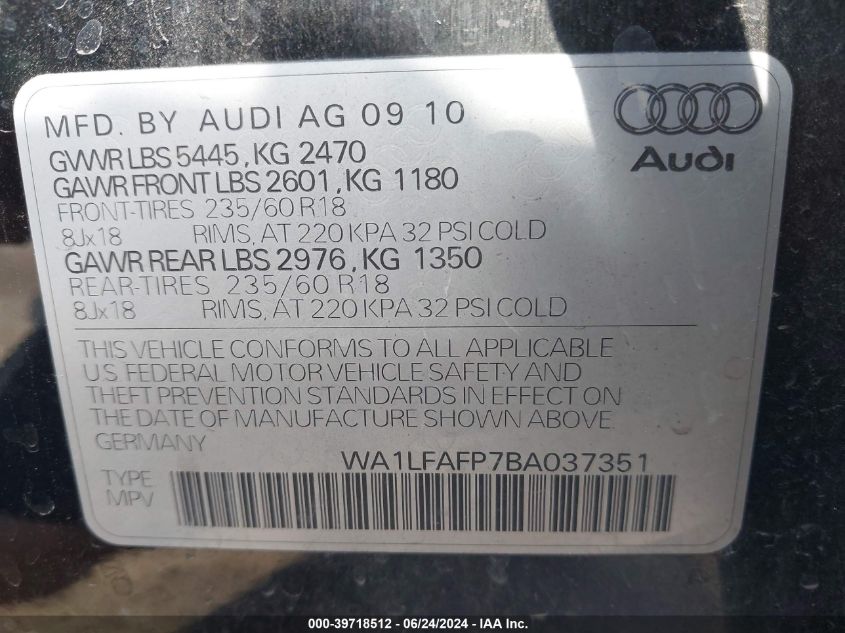 MFD. BY AUDI AG 09 10
GVWR LBS 5445, KG 2470
GAWR FRONT LBS 2601, KG 1180
FRONT-TIRES 235/60 R18
8Jx18 RIMS, AT 220 KPA 32 PSI COLD
GAWR REAR LBS 2976, KG 1350
REAR-TIRES 235/60 R18
8Jx18 RIMS, AT 220 KPA 32 PSI COLD
Audi
THIS VEHICLE CONFORMS TO ALL APPLICABLE
U.S. FEDERAL MOTOR VEHICLE SAFETY AND
THEFT PREVENTION STANDARDS IN EFFECT ON
THE DATE OF MANUFACTURE SHOWN ABOVE
GERMANY
WA1LFAFP7BA037351
TYPE
MPV
000-39718512 - 06/24/2024 - IAA Inc.